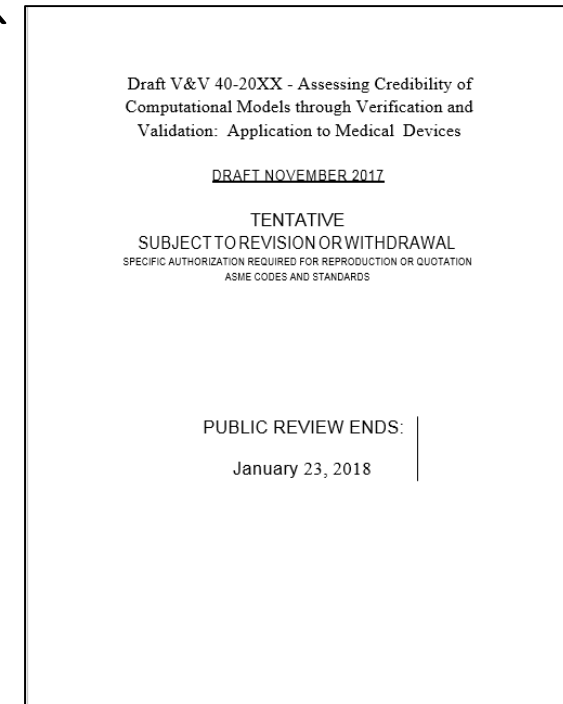 Draft V&V 40-20XX - Assessing Credibility of
Computational Models through Verification and
Validation: Application to Medical Devices
DRAFT NOVEMBER 2017
TENTATIVE
SUBJECT TO REVISION OR WITHDRAWAL
SPECIFIC AUTHORIZATION REQUIRED FOR REPRODUCTION OR QUOTATION
ASME CODES AND STANDARDS
PUBLIC REVIEW ENDS:
January 23, 2018